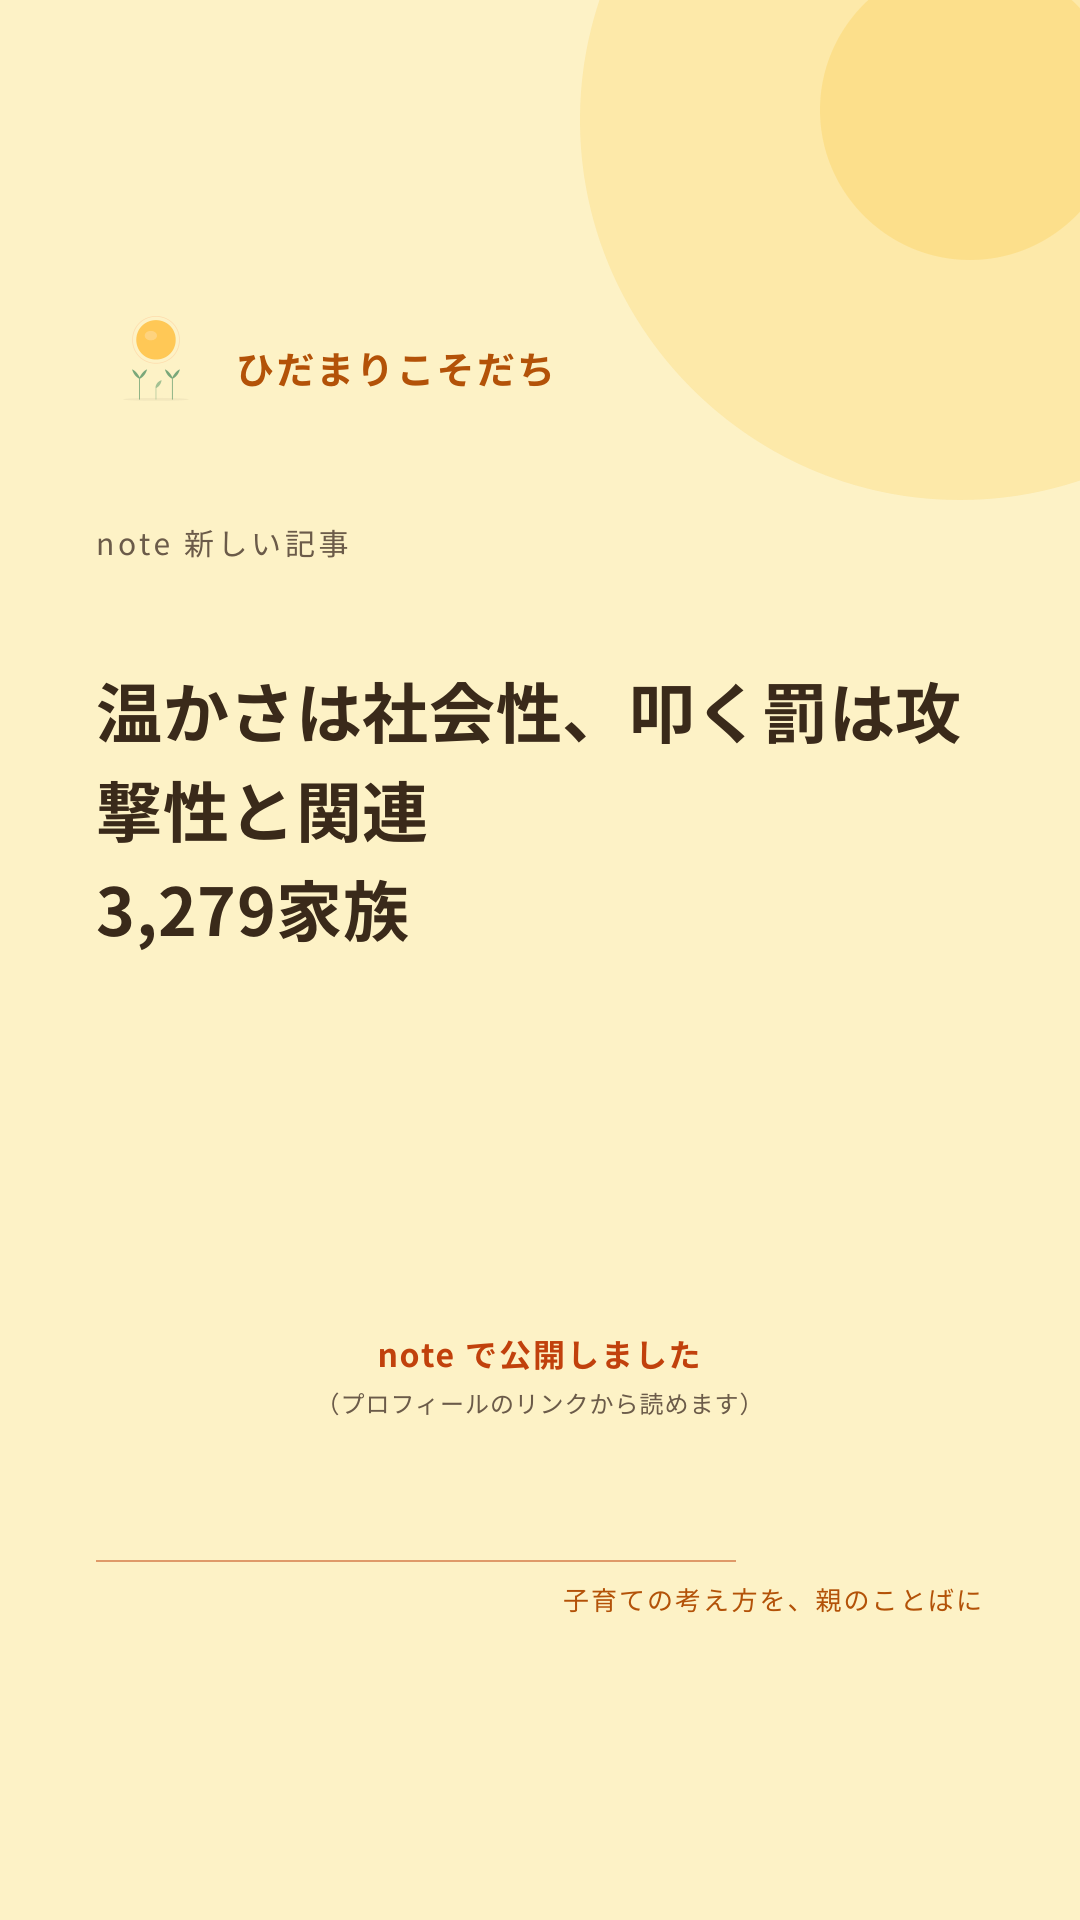 ひだまりこそだち
note 新しい記事
温かさは社会性、叩く罰は攻
撃性と関連
3,279家族
note で公開しました
（プロフィールのリンクから読めます）
子育ての考え方を、親のことばに